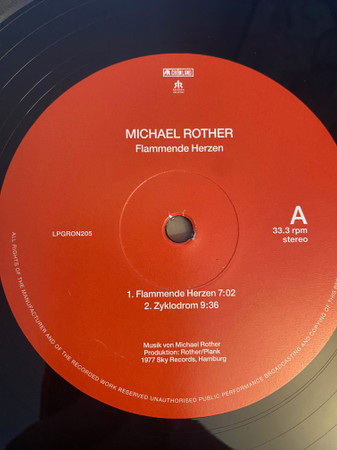 GRÖNLAND
MICHAEL ROTHER
Flammende Herzen
LPGRON205
A
33.3 rpm
stereo
1. Flammende Herzen 7:02
2. Zyklodrom 9:36
Musik von Michael Rother
Produktion: Rother/Plank
1977 Sky Records, Hamburg
ALL RIGHTS OF THE MANUFACTURER AND OF THE RECORDED WORK RESERVED UNAUTHORISED PUBLIC PERFORMANCE BROADCASTING AND COPYING OF THIS